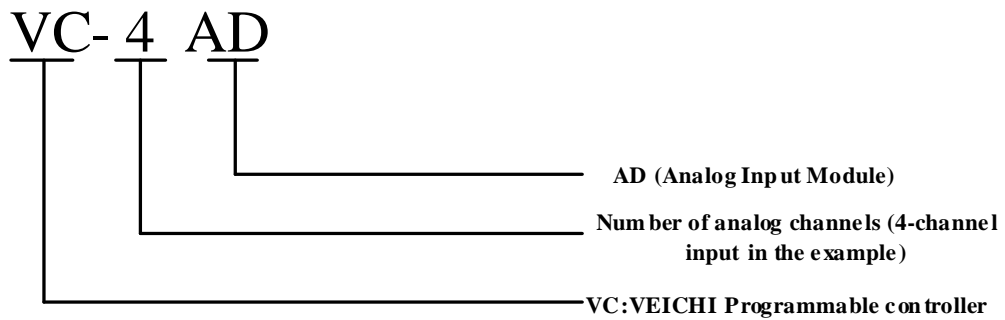 VC- 4 AD
AD (Analog Input Module)
Number of analog channels (4-channel
input in the example)
VC:VEICHI Programmable controller